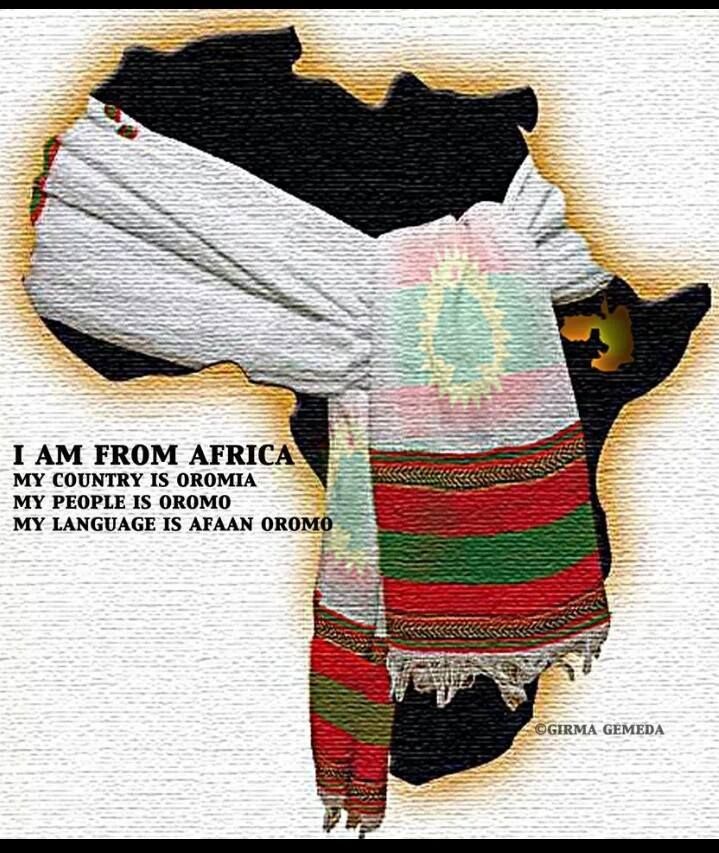 I AM FROM AFRICA
MY COUNTRY IS OROMIA
MY PEOPLE IS OROMO
MY LANGUAGE IS AFAAN OROMO
©GIRMA GEMEDA